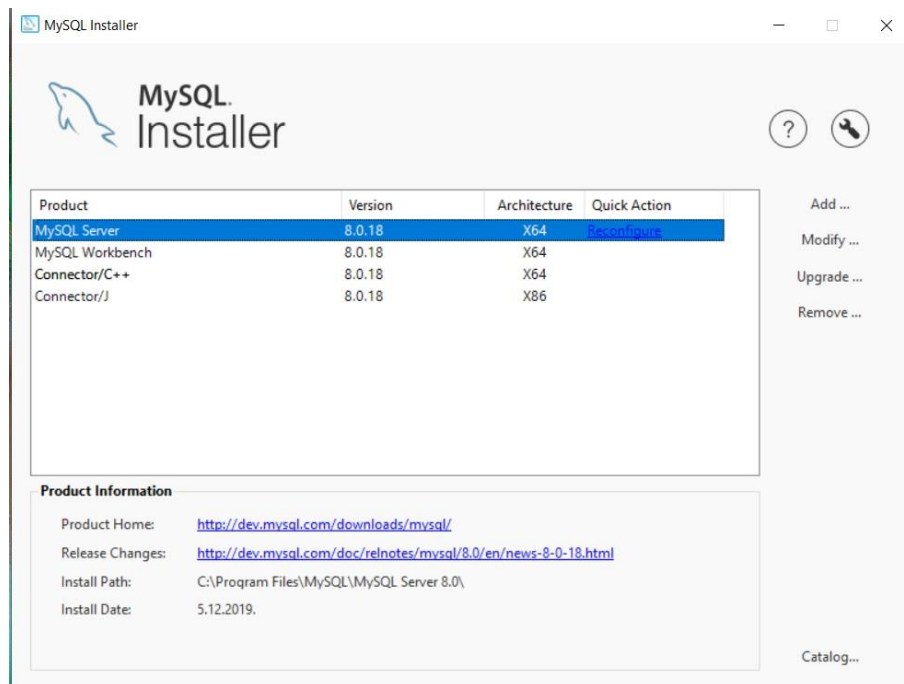 MySQL Installer
MySQL.
Installer
?
Product Version Architecture Quick Action
MySQL Server 8.0.18 X64 Reconfigure
MySQL Workbench 8.0.18 X64
Connector/C++ 8.0.18 X64
Connector/J 8.0.18 X86
Add ...
Modify ...
Upgrade ...
Remove ...
Product Information
Product Home: http://dev.mysql.com/downloads/mysql/
Release Changes: http://dev.mysql.com/doc/relnotes/mysql/8.0/en/news-8-0-18.html
Install Path: C:\Program Files\MySQL\MySQL Server 8.0\
Install Date: 5.12.2019.
Catalog...